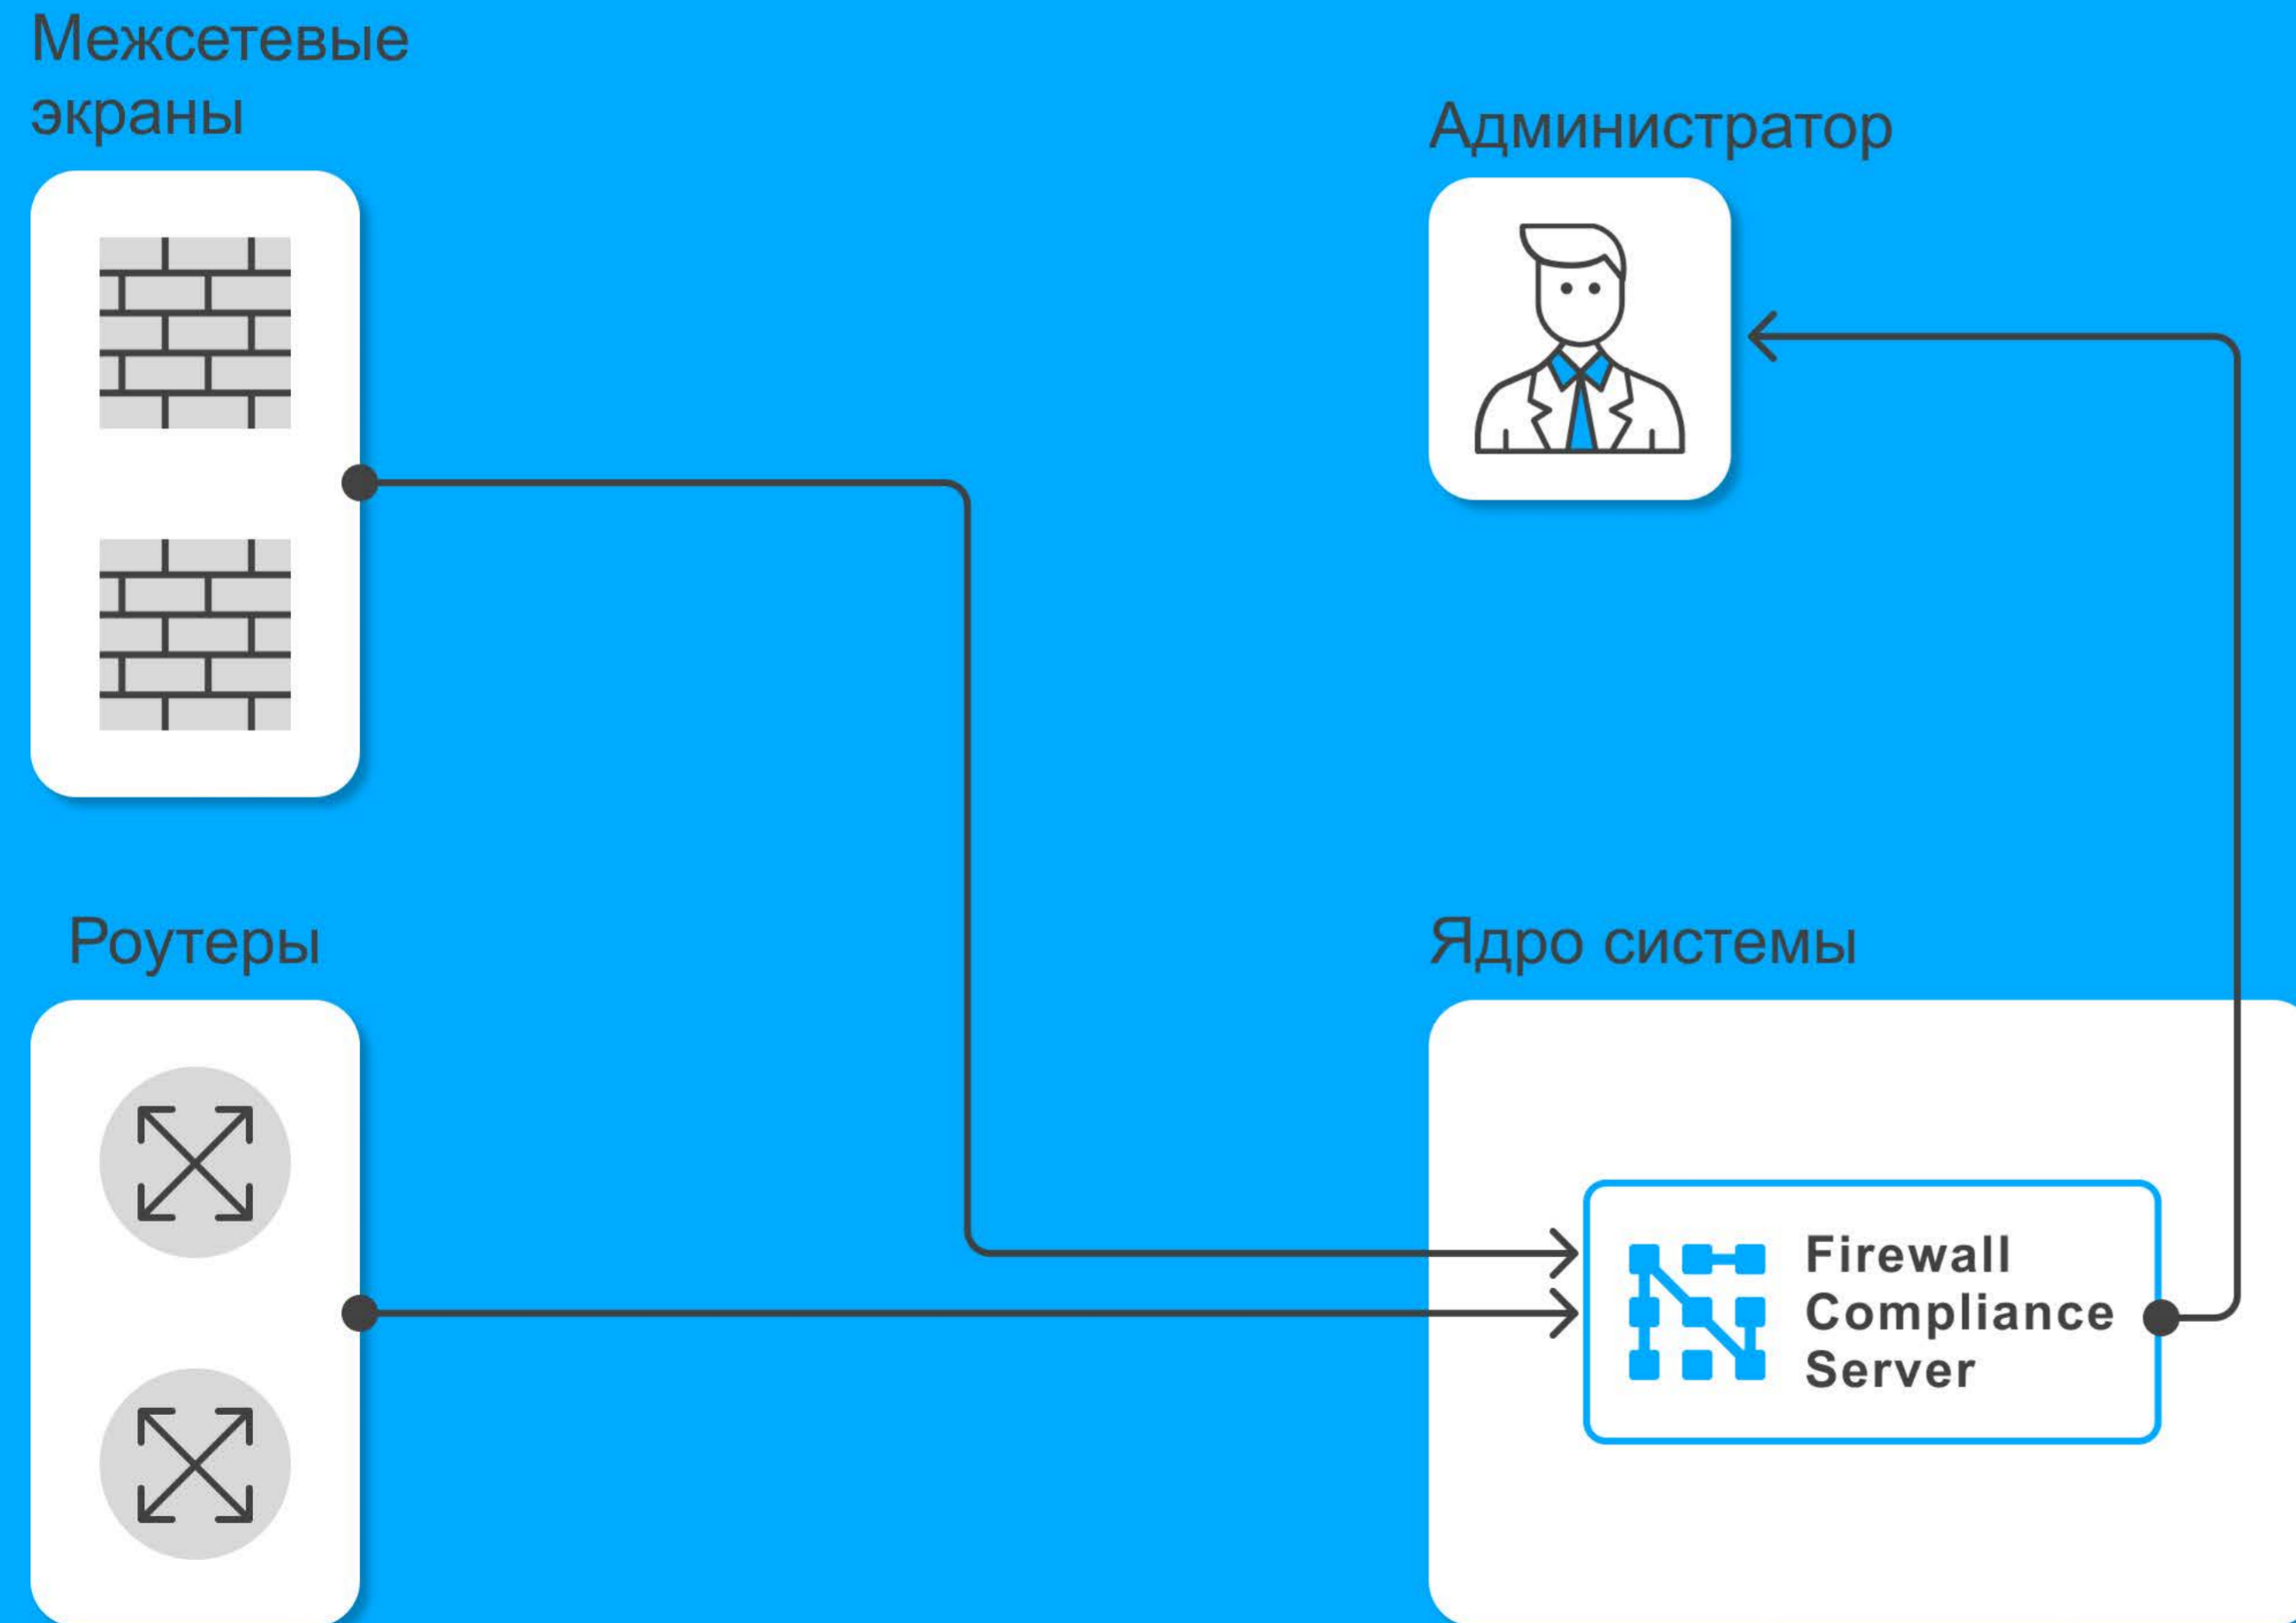 Межсетевые
экраны
Администратор
Роутеры
Ядро системы
Firewall
Compliance
Server